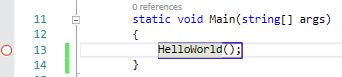 0 references
11 static void Main(string[] args)
12 {
13 HelloWorld();
14 }